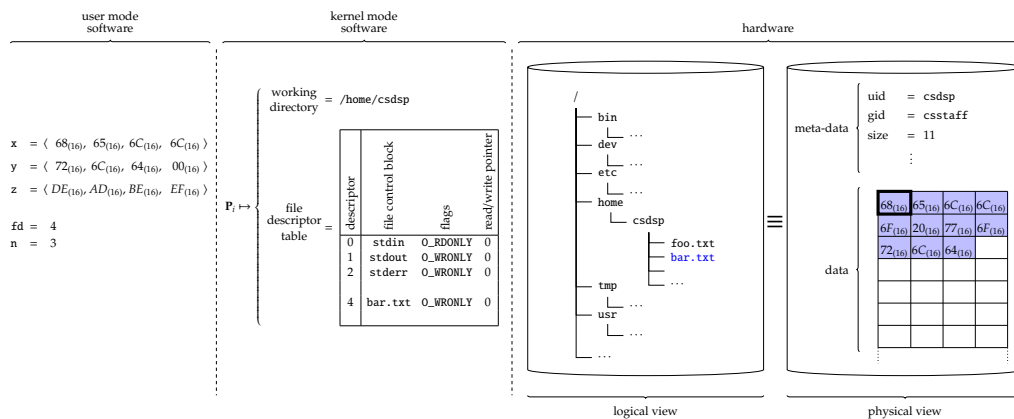 user mode
software
kernel mode
software
hardware
x = ⟨ 68(16), 65(16), 6C(16), 6C(16) ⟩
y = ⟨ 72(16), 6C(16), 64(16), 00(16) ⟩
z = ⟨ DE(16), AD(16), BE(16), EF(16) ⟩
fd = 4
n = 3
Pi ↦
working
directory = /home/csdsp
file
descriptor
table =
descriptor file control block flags read/write pointer
0 stdin O_RDONLY 0
1 stdout O_WRONLY 0
2 stderr O_WRONLY 0
4 bar.txt O_WRONLY 0
/
bin
...
dev
...
etc
...
home
csdsp
foo.txt
bar.txt
...
tmp
...
usr
...
...
logical view
≡
meta-data
uid = csdsp
gid = csstaff
size = 11
⋮
data
68(16) 65(16) 6C(16) 6C(16)
6F(16) 20(16) 77(16) 6F(16)
72(16) 6C(16) 64(16)
physical view